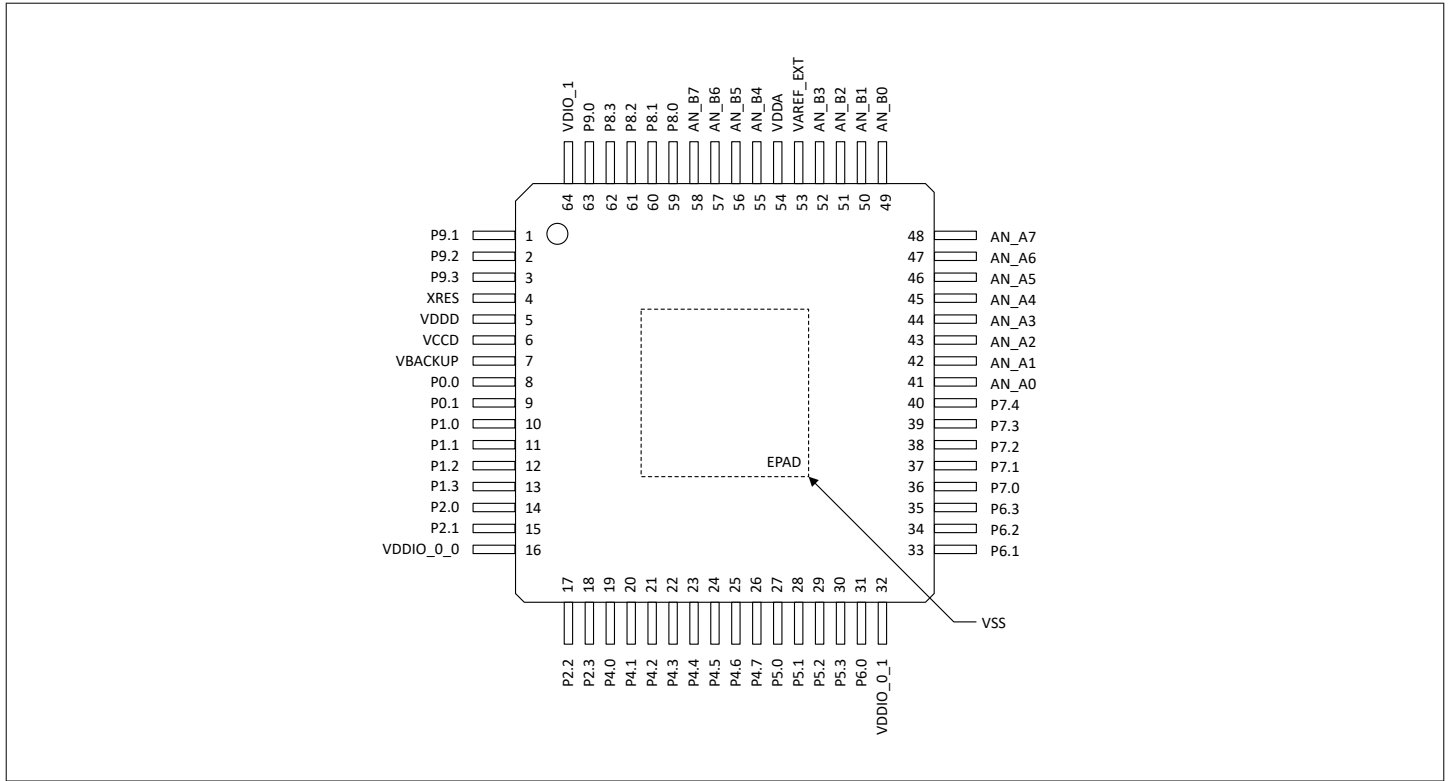 VDIO_1
P9.0
P8.3
P8.2
P8.1
P8.0
AN_B7
AN_B6
AN_B5
AN_B4
VDDA
VAREF_EXT
AN_B3
AN_B2
AN_B1
AN_B0
64
63
62
61
60
59
58
57
56
55
54
53
52
51
50
49
P9.1 1
P9.2 2
P9.3 3
XRES 4
VDDD 5
VCCD 6
VBACKUP 7
P0.0 8
P0.1 9
P1.0 10
P1.1 11
P1.2 12
P1.3 13
P2.0 14
P2.1 15
VDDIO_0_0 16
48 AN_A7
47 AN_A6
46 AN_A5
45 AN_A4
44 AN_A3
43 AN_A2
42 AN_A1
41 AN_A0
40 P7.4
39 P7.3
38 P7.2
37 P7.1
36 P7.0
35 P6.3
34 P6.2
33 P6.1
EPAD
17
18
19
20
21
22
23
24
25
26
27
28
29
30
31
32
VSS
P2.2
P2.3
P4.0
P4.1
P4.2
P4.3
P4.4
P4.5
P4.6
P4.7
P5.0
P5.1
P5.2
P5.3
P6.0
VDDIO_0_1